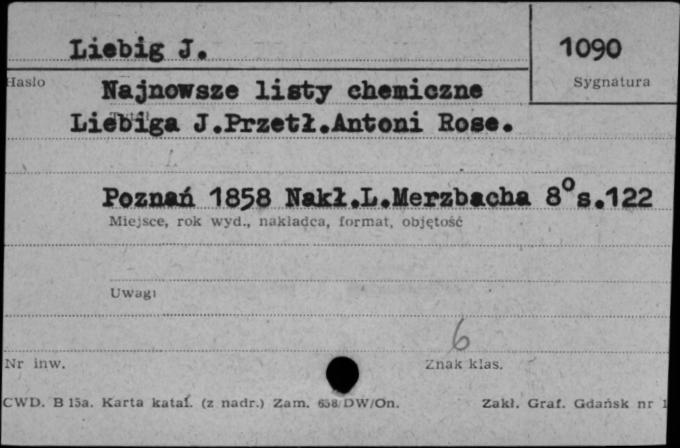 Liebig J.
1090
Hasło
Sygnatura
Najnowsze listy chemiczne
Liebiga J.Przetł.Antoni Rose.
Poznań 1858 Nakł.L.Merzbacha 8° s.122
Miejsce, rok wyd., nakładca, format, objętość
Uwagi
6
Nr inw.
Znak klas.
CWD. B 15a. Karta katal. (z nadr.) Zam. 658/DW/On.
Zakł. Graf. Gdańsk nr 1